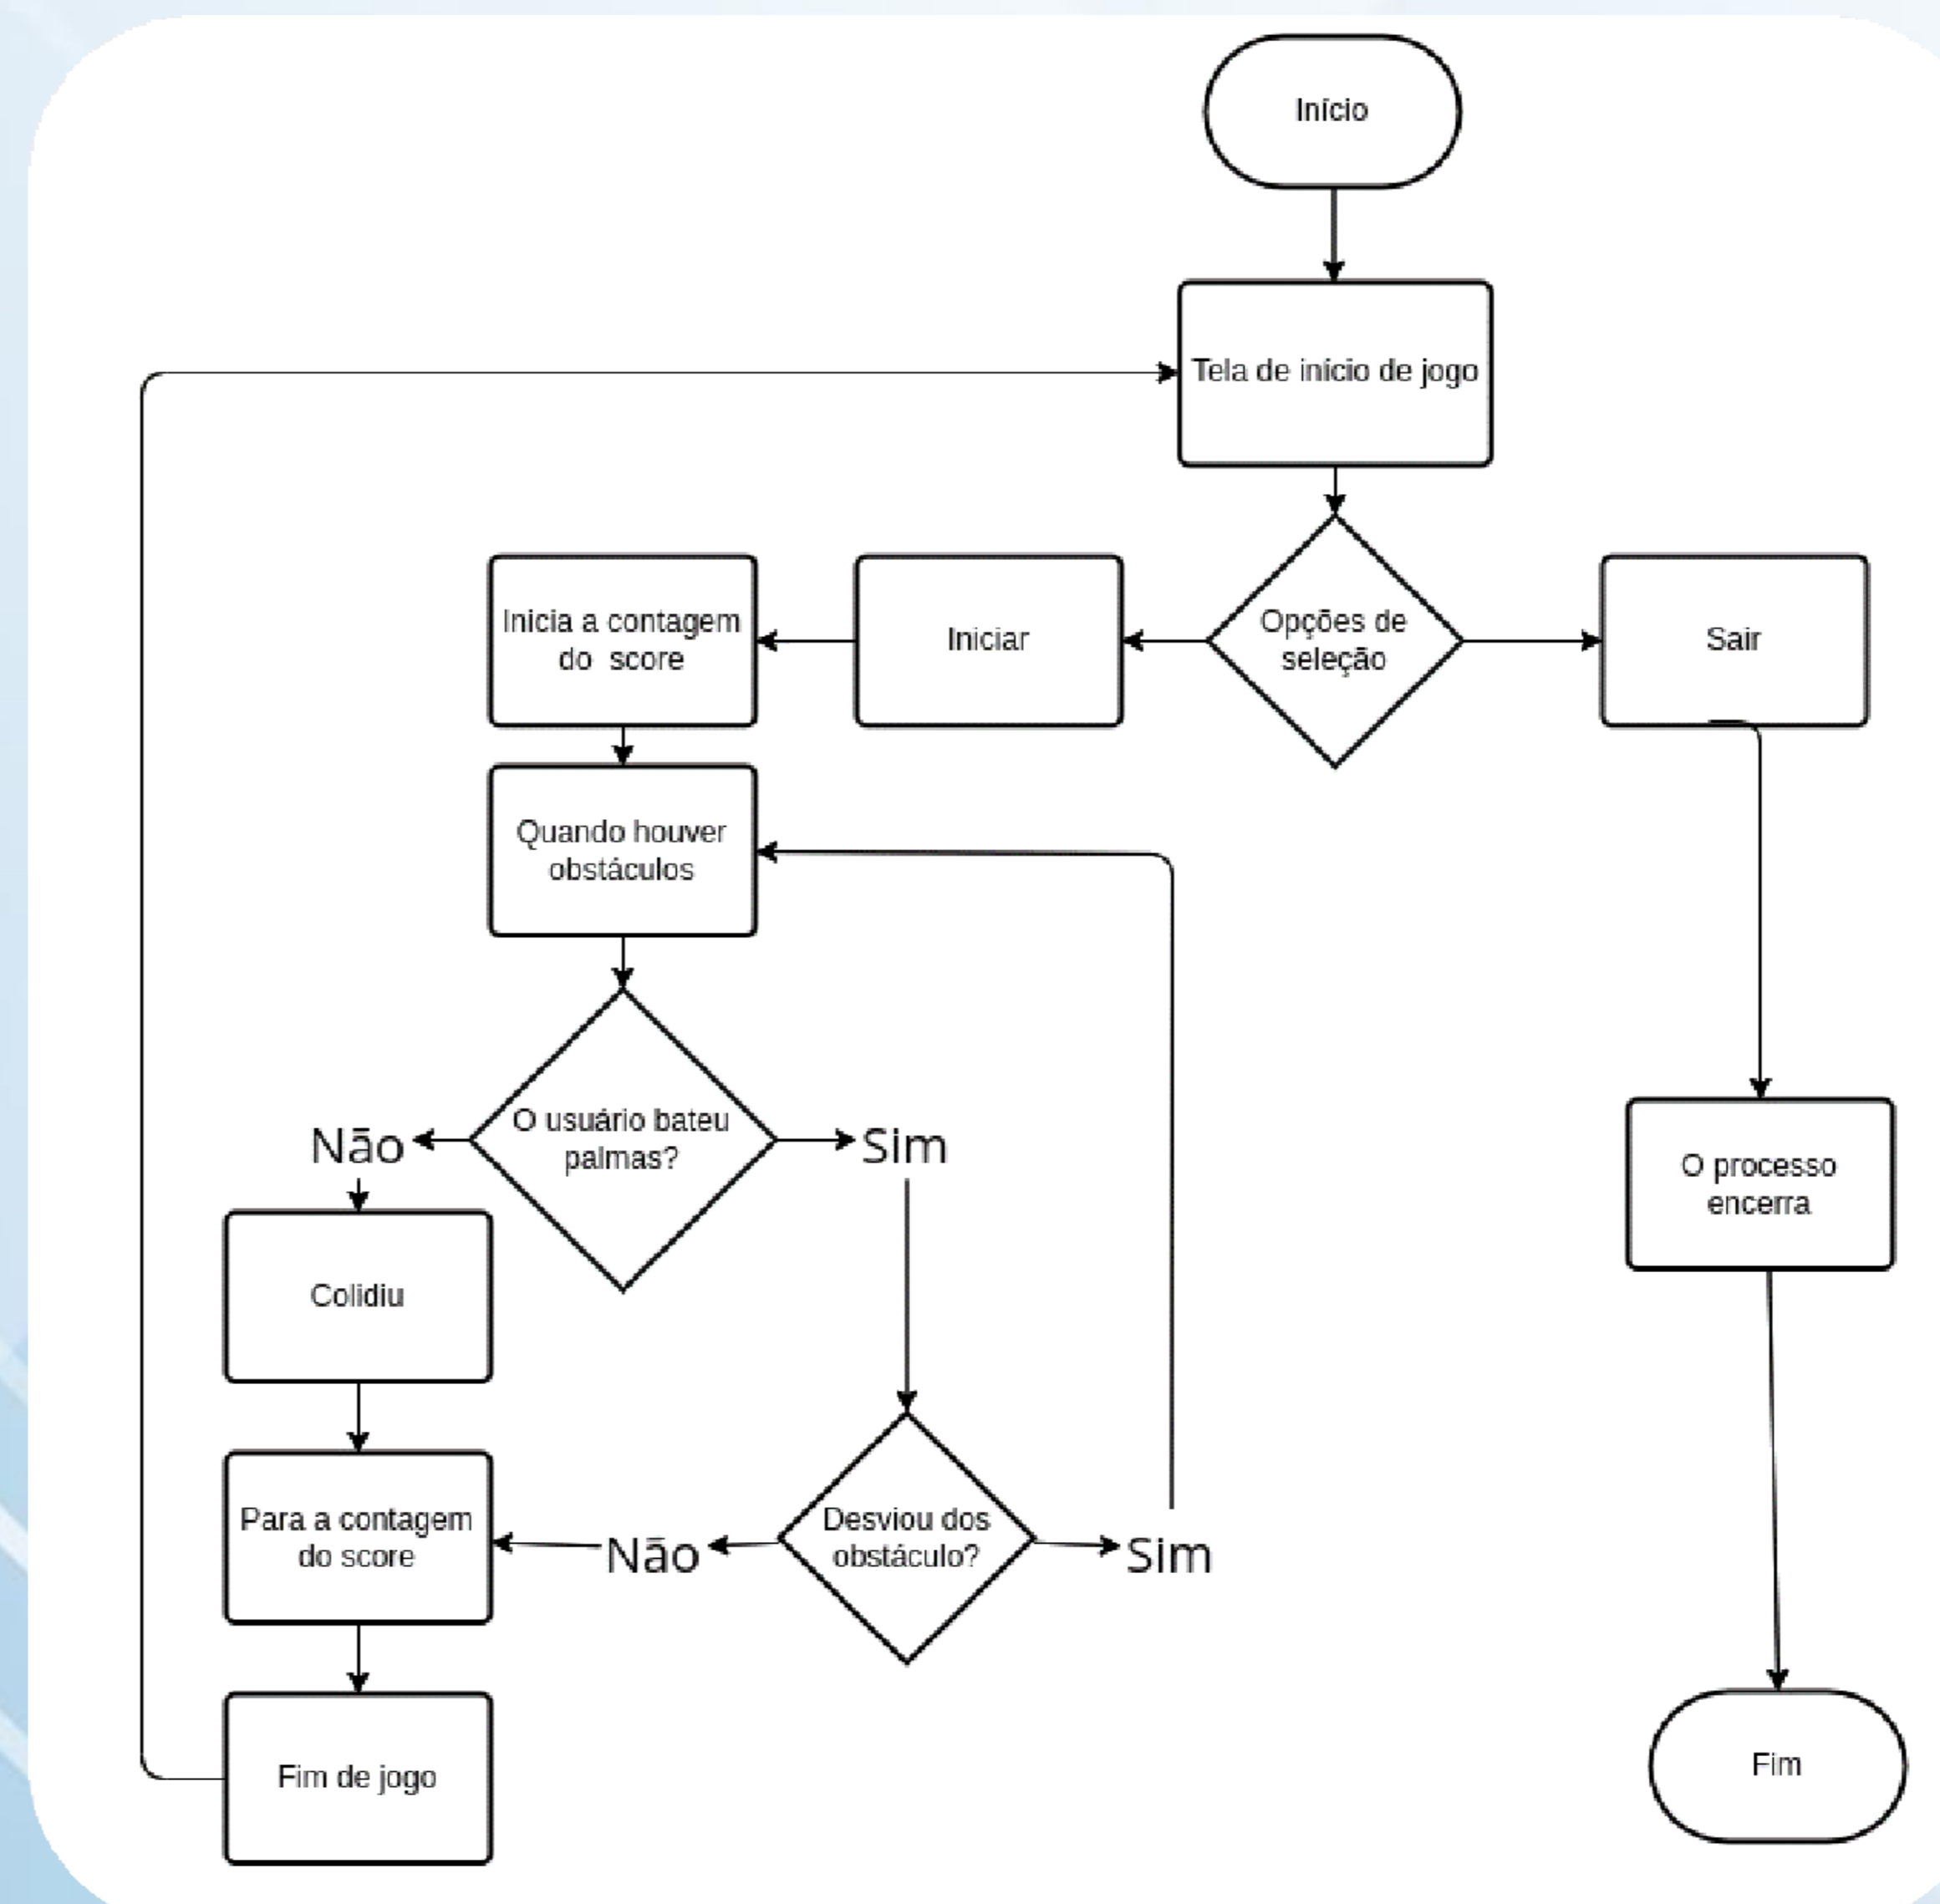 Início
Tela de início de jogo
Inicia a contagem
do score
Iniciar
Opções de
seleção
Sair
Quando houver
obstáculos
Não
O usuário bateu
palmas?
Sim
O processo
encerra
Colidiu
Para a contagem
do score
Não
Desviou dos
obstáculo?
Sim
Fim de jogo
Fim